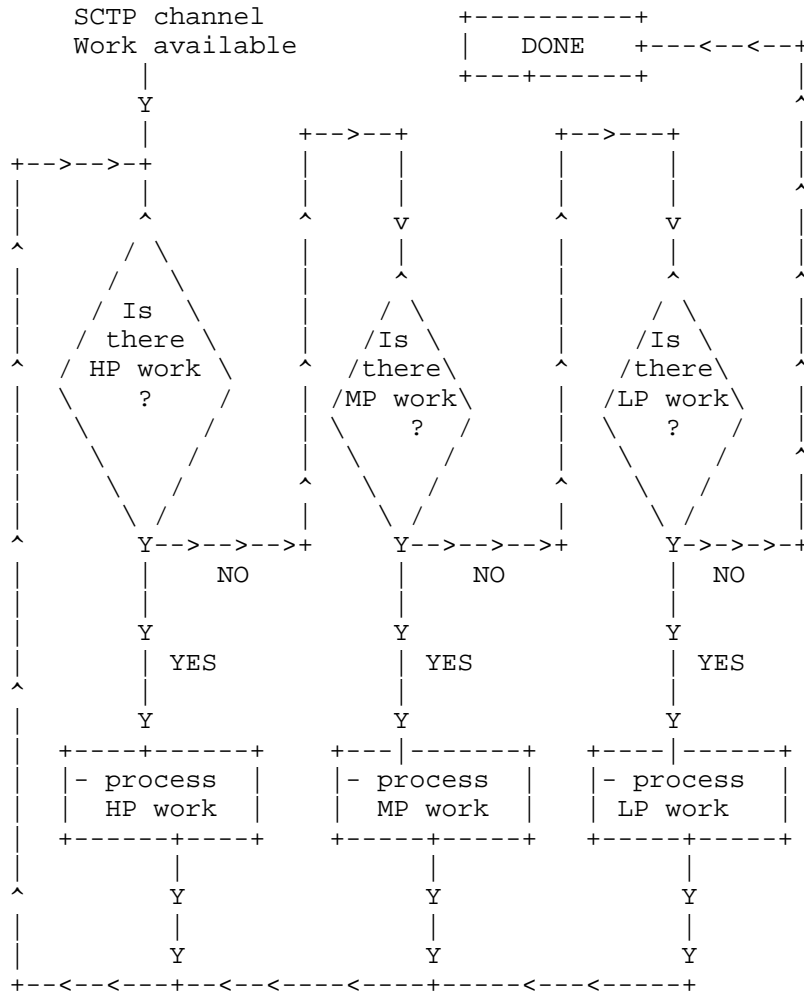 SCTP channel
Work available
DONE
Is
there
HP work
?
Is
there
MP work
?
Is
there
LP work
?
NO
NO
NO
YES
YES
YES
- process
HP work
- process
MP work
- process
LP work